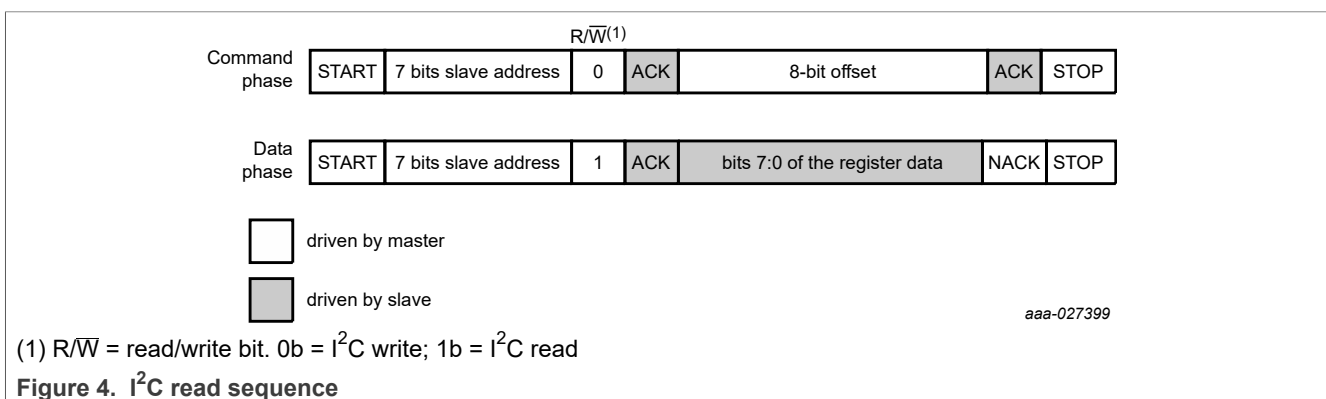 R/W̅(1)
Command
phase
START 7 bits slave address 0 ACK 8-bit offset ACK STOP
Data
phase
START 7 bits slave address 1 ACK bits 7:0 of the register data NACK STOP
driven by master
driven by slave
aaa-027399
(1) R/W̅ = read/write bit. 0b = I²C write; 1b = I²C read
Figure 4. I²C read sequence